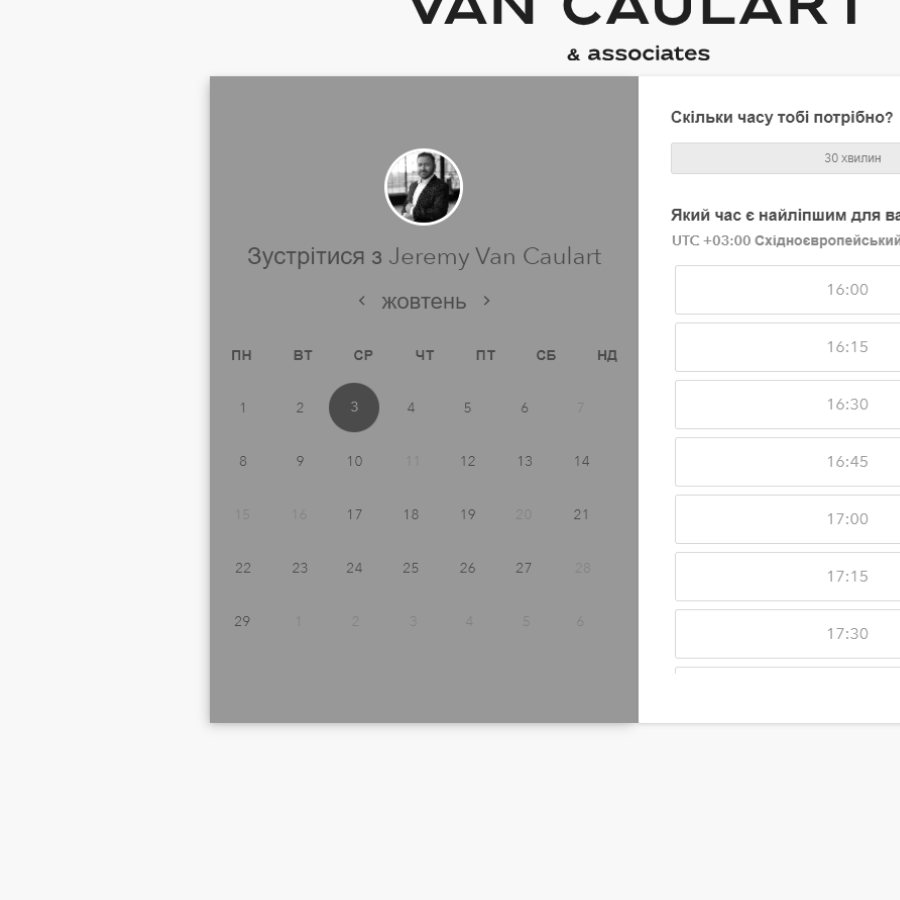 VAN CAULART
& associates
Зустрітися з Jeremy Van Caulart
жовтень
ПН ВТ СР ЧТ ПТ СБ НД
1 2 3 4 5 6 7
8 9 10 11 12 13 14
15 16 17 18 19 20 21
22 23 24 25 26 27 28
29 1 2 3 4 5 6
Скільки часу тобі потрібно?
30 хвилин
Який час є найліпшим для ва
UTC +03:00 Східноєвропейський
16:00
16:15
16:30
16:45
17:00
17:15
17:30